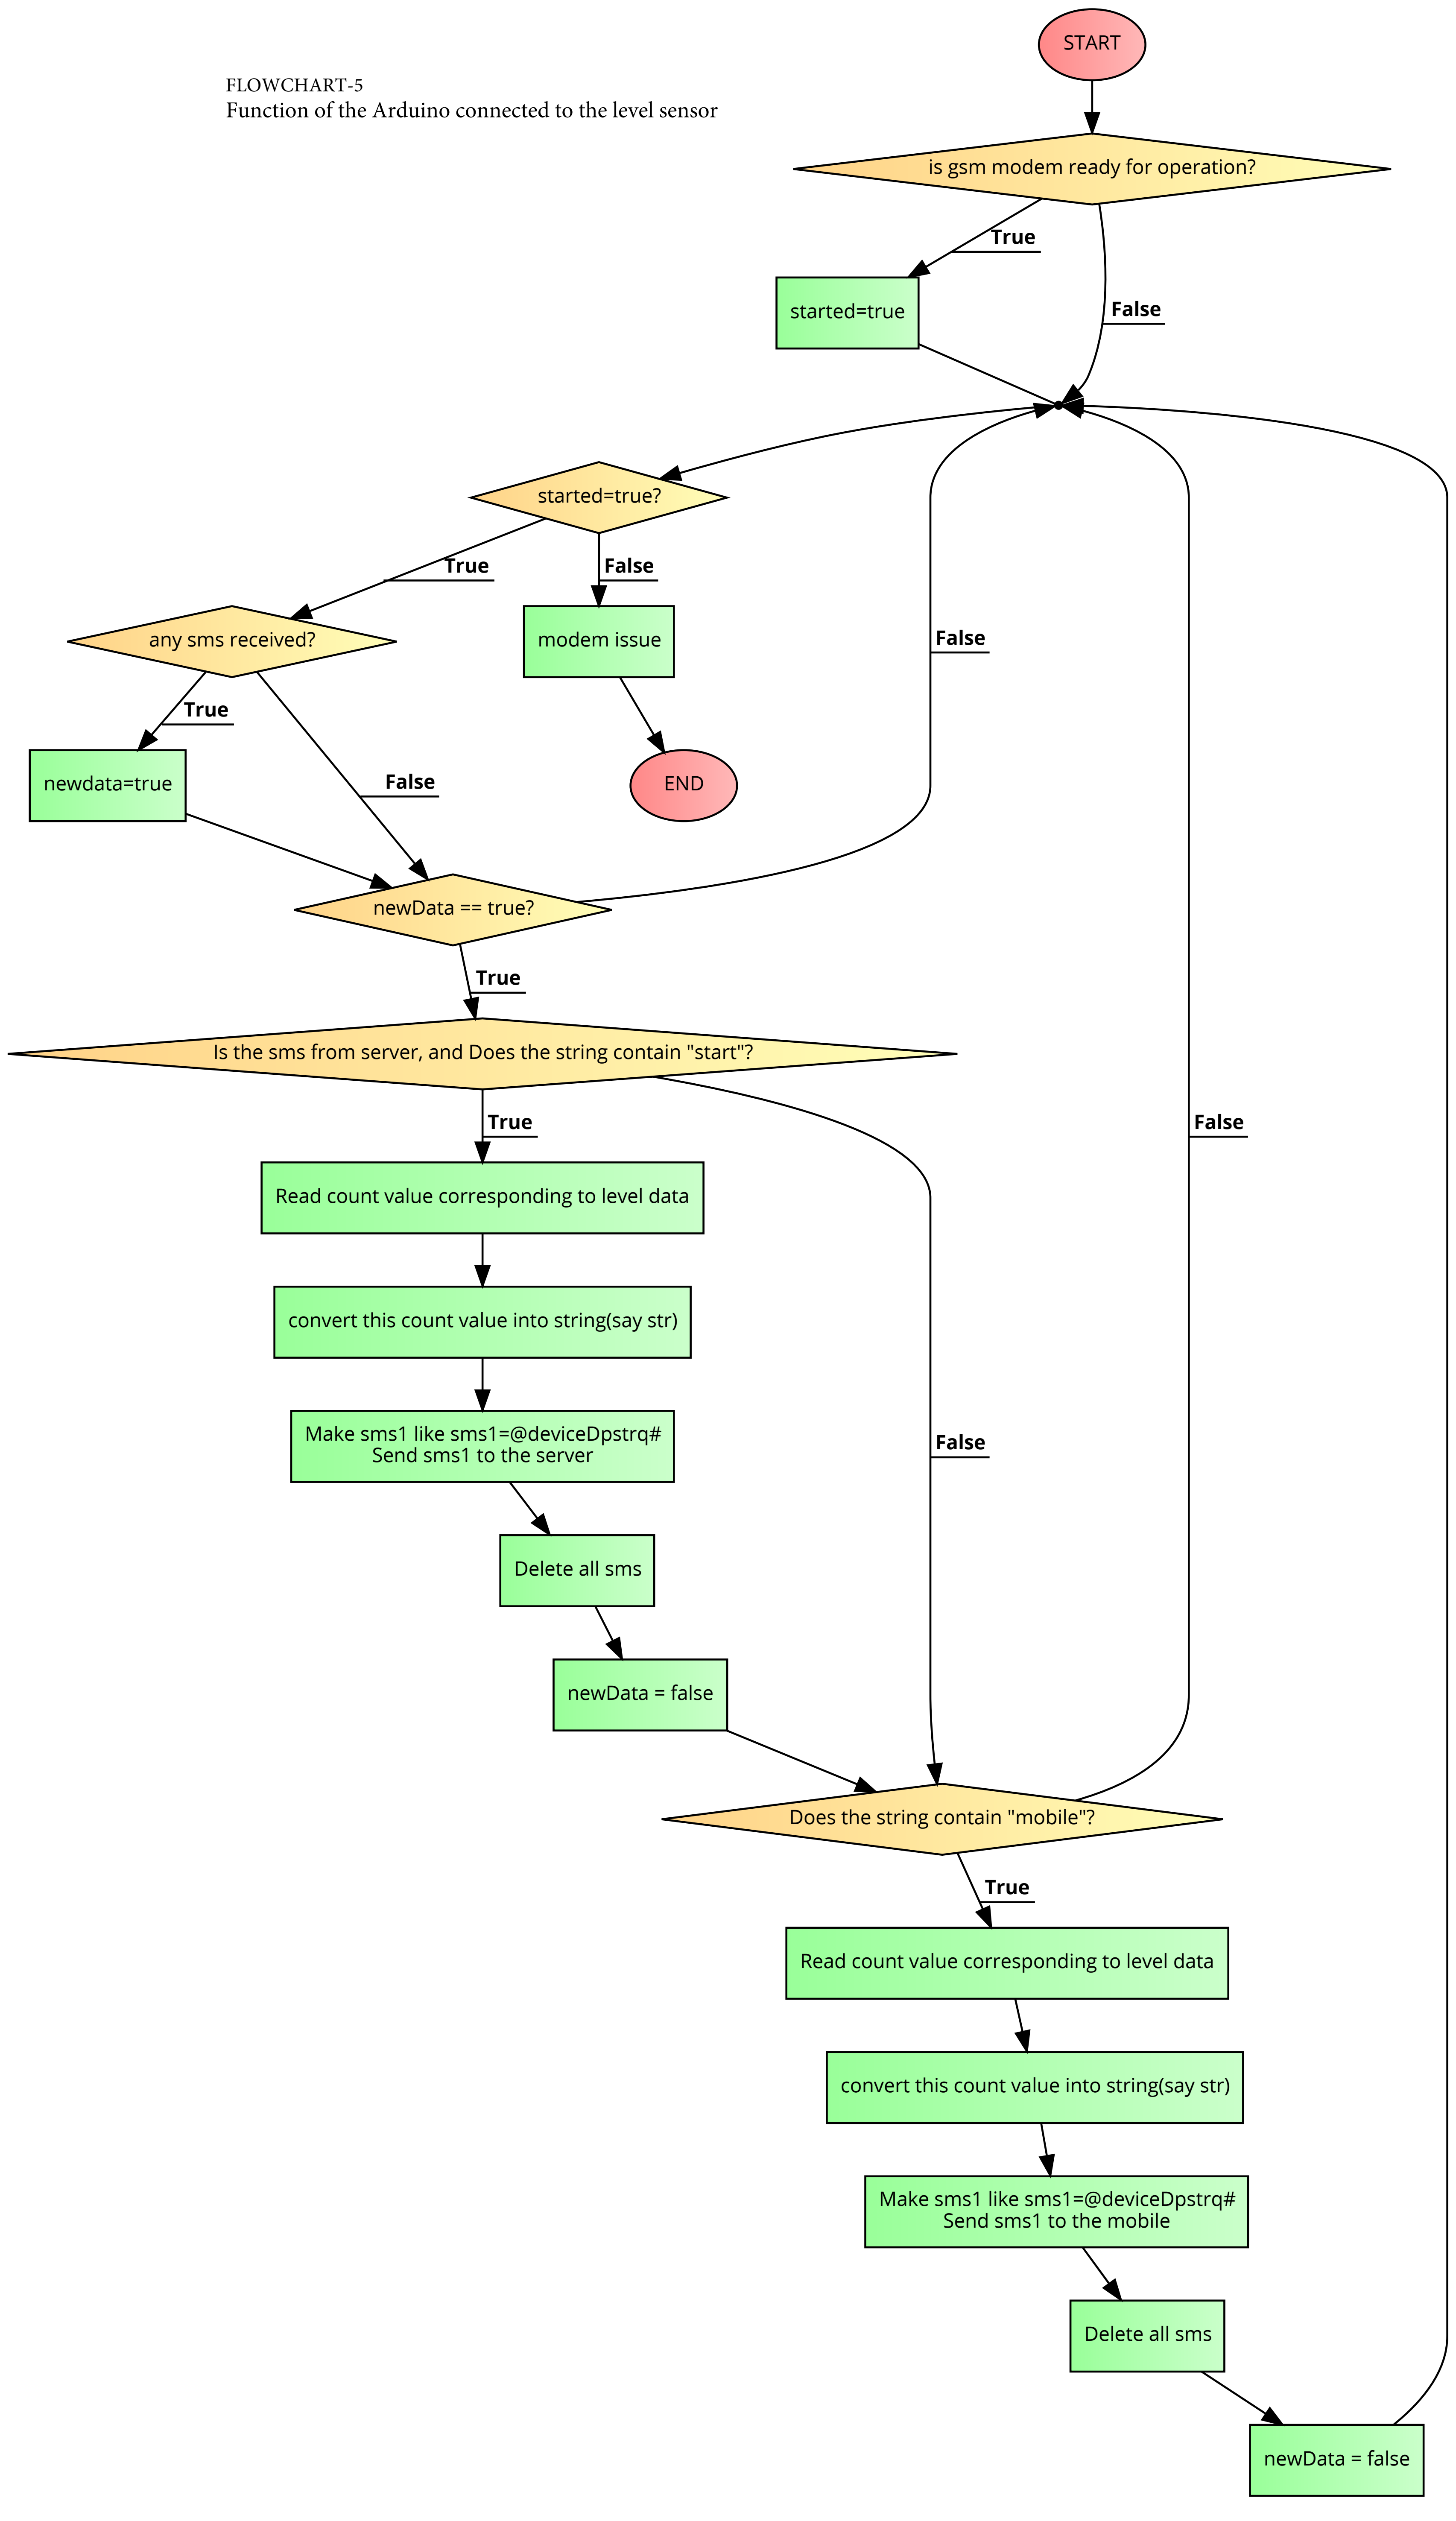 START
FLOWCHART-5
Function of the Arduino connected to the level sensor
is gsm modem ready for operation?
True
started=true
False
started=true?
True
False
any sms received?
modem issue
False
True
newdata=true
False
END
newData == true?
True
Is the sms from server, and Does the string contain "start"?
True
False
Read count value corresponding to level data
convert this count value into string(say str)
Make sms1 like sms1=@deviceDpstrq#
Send sms1 to the server
False
Delete all sms
newData = false
Does the string contain "mobile"?
True
Read count value corresponding to level data
convert this count value into string(say str)
Make sms1 like sms1=@deviceDpstrq#
Send sms1 to the mobile
Delete all sms
newData = false